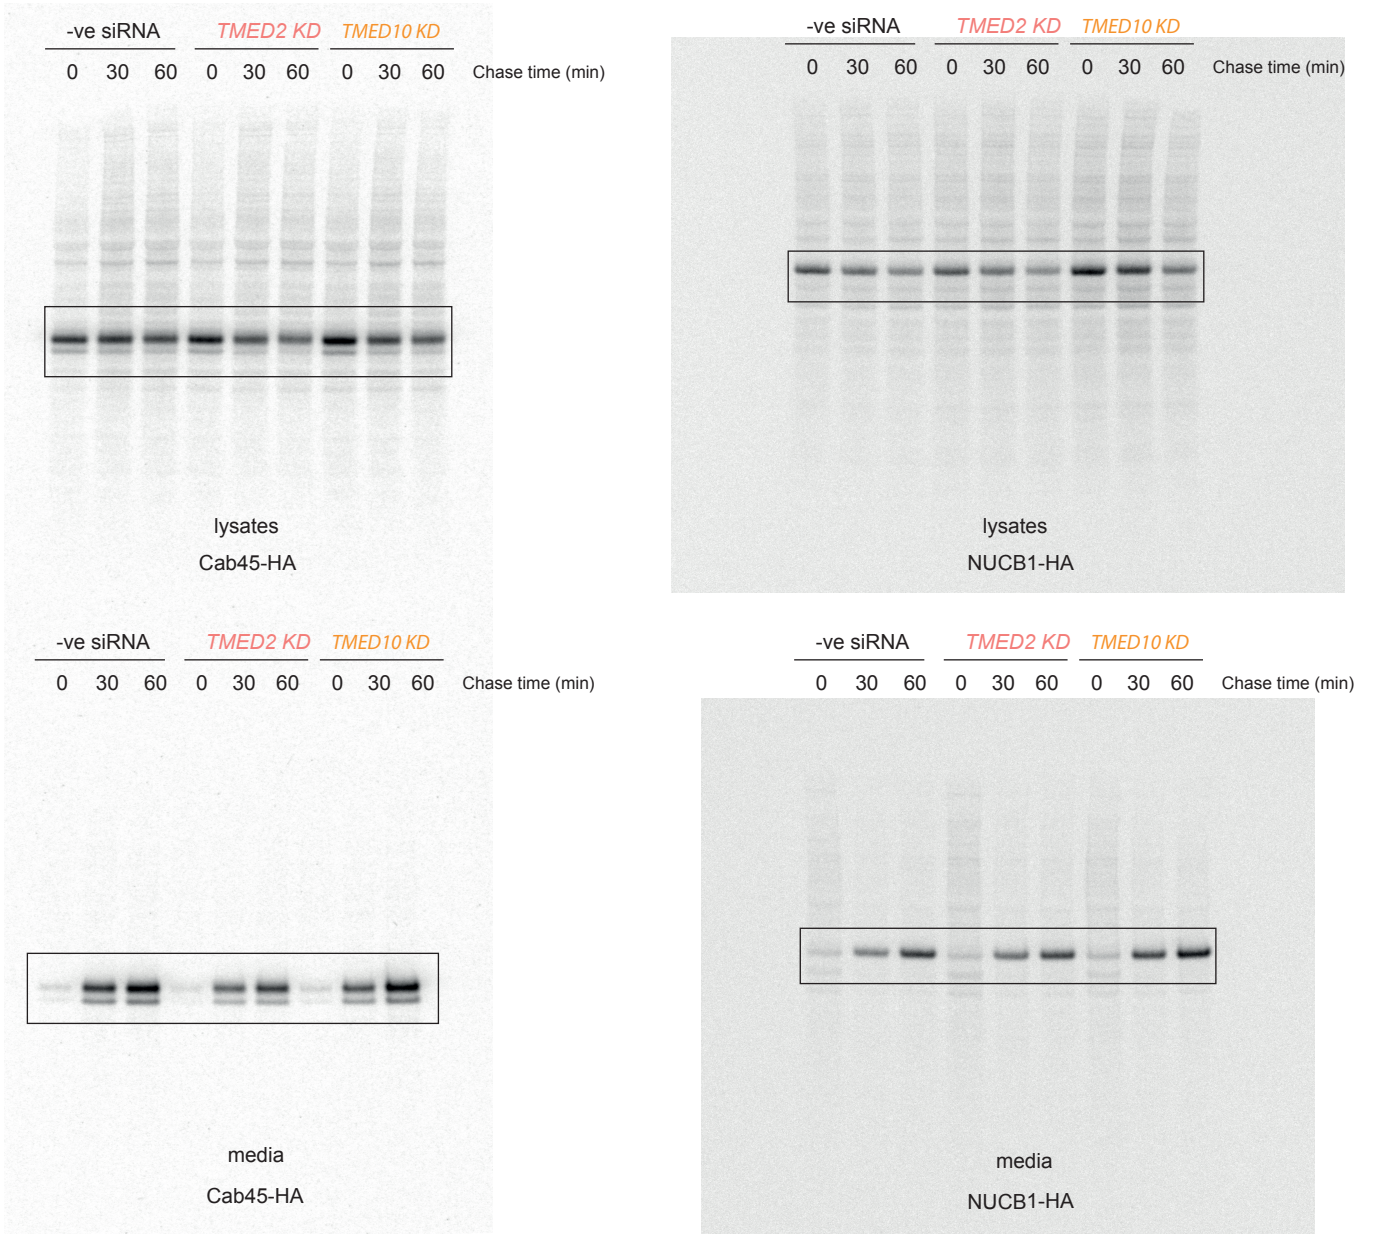 -ve siRNA TMED2 KD TMED10 KD
0 30 60 0 30 60 0 30 60 Chase time (min)
lysates
Cab45-HA
-ve siRNA TMED2 KD TMED10 KD
0 30 60 0 30 60 0 30 60 Chase time (min)
lysates
NUCB1-HA
-ve siRNA TMED2 KD TMED10 KD
0 30 60 0 30 60 0 30 60 Chase time (min)
media
Cab45-HA
-ve siRNA TMED2 KD TMED10 KD
0 30 60 0 30 60 0 30 60 Chase time (min)
media
NUCB1-HA